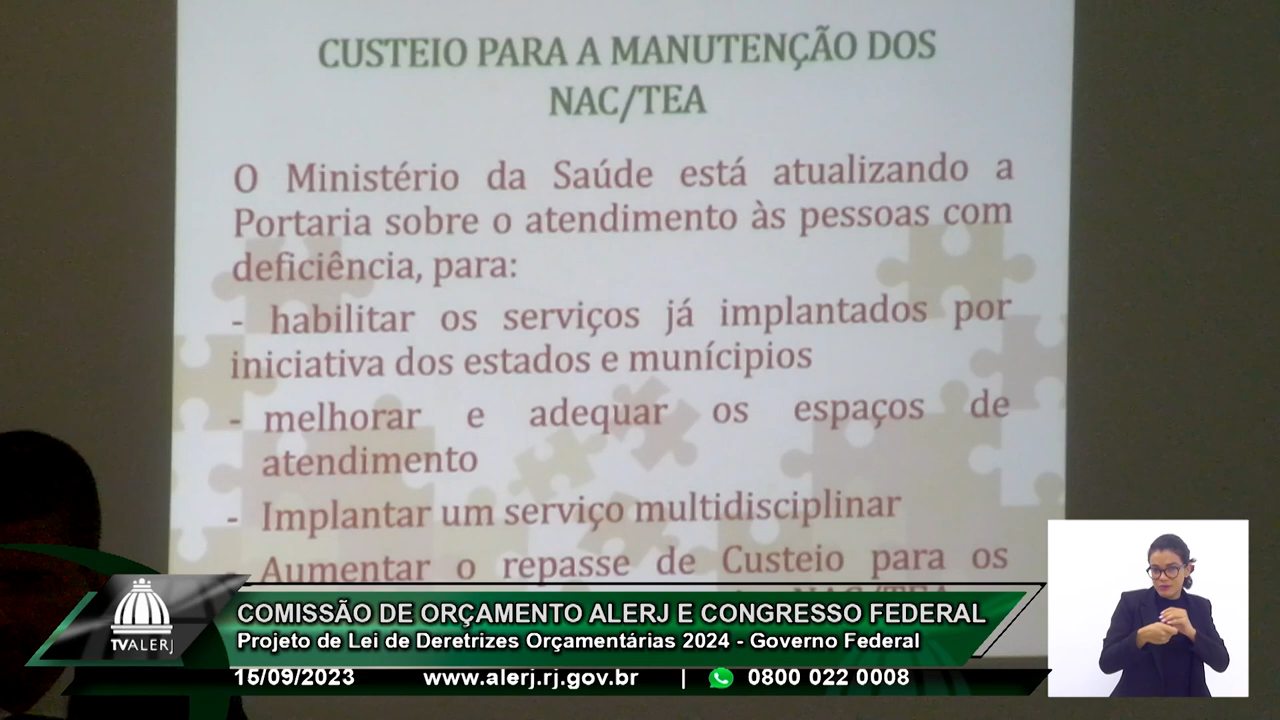 CUSTEIO PARA A MANUTENÇÃO DOS
NAC/TEA
O Ministério da Saúde está atualizando a
Portaria sobre o atendimento às pessoas com
deficiência, para:
- habilitar os serviços já implantados por
iniciativa dos estados e munícipios
- melhorar e adequar os espaços de
atendimento
- Implantar um serviço multidisciplinar
- Aumentar o repasse de Custeio para os
NAC/TEA
COMISSÃO DE ORÇAMENTO ALERJ E CONGRESSO FEDERAL
Projeto de Lei de Deretrizes Orçamentárias 2024 - Governo Federal
TVALERJ
15/09/2023 www.alerj.rj.gov.br | 0800 022 0008